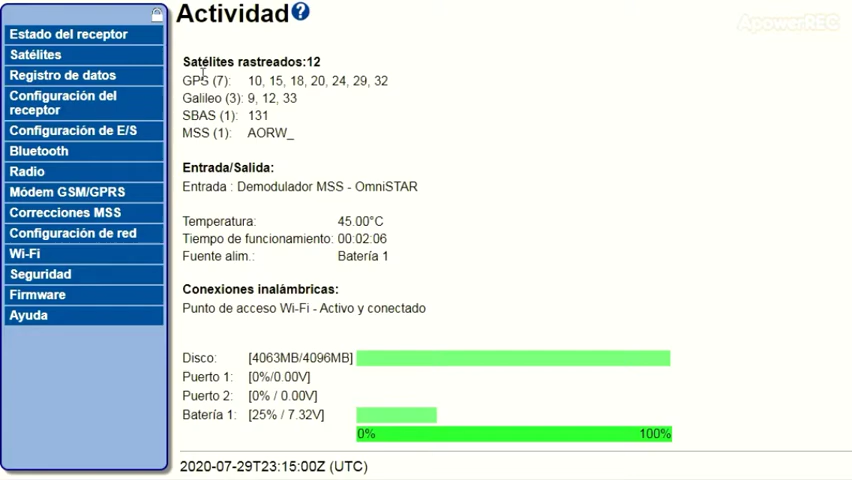 Actividad
ApowerREC
Estado del receptor
Satélites
Registro de datos
Configuración del
receptor
Configuración de E/S
Bluetooth
Radio
Módem GSM/GPRS
Correcciones MSS
Configuración de red
Wi-Fi
Seguridad
Firmware
Ayuda
Satélites rastreados:12
GPS (7): 10, 15, 18, 20, 24, 29, 32
Galileo (3): 9, 12, 33
SBAS (1): 131
MSS (1): AORW_
Entrada/Salida:
Entrada : Demodulador MSS - OmniSTAR
Temperatura: 45.00°C
Tiempo de funcionamiento: 00:02:06
Fuente alim.: Batería 1
Conexiones inalámbricas:
Punto de acceso Wi-Fi - Activo y conectado
Disco: [4063MB/4096MB]
Puerto 1: [0%/0.00V]
Puerto 2: [0% / 0.00V]
Batería 1: [25% / 7.32V]
0% 100%
2020-07-29T23:15:00Z (UTC)